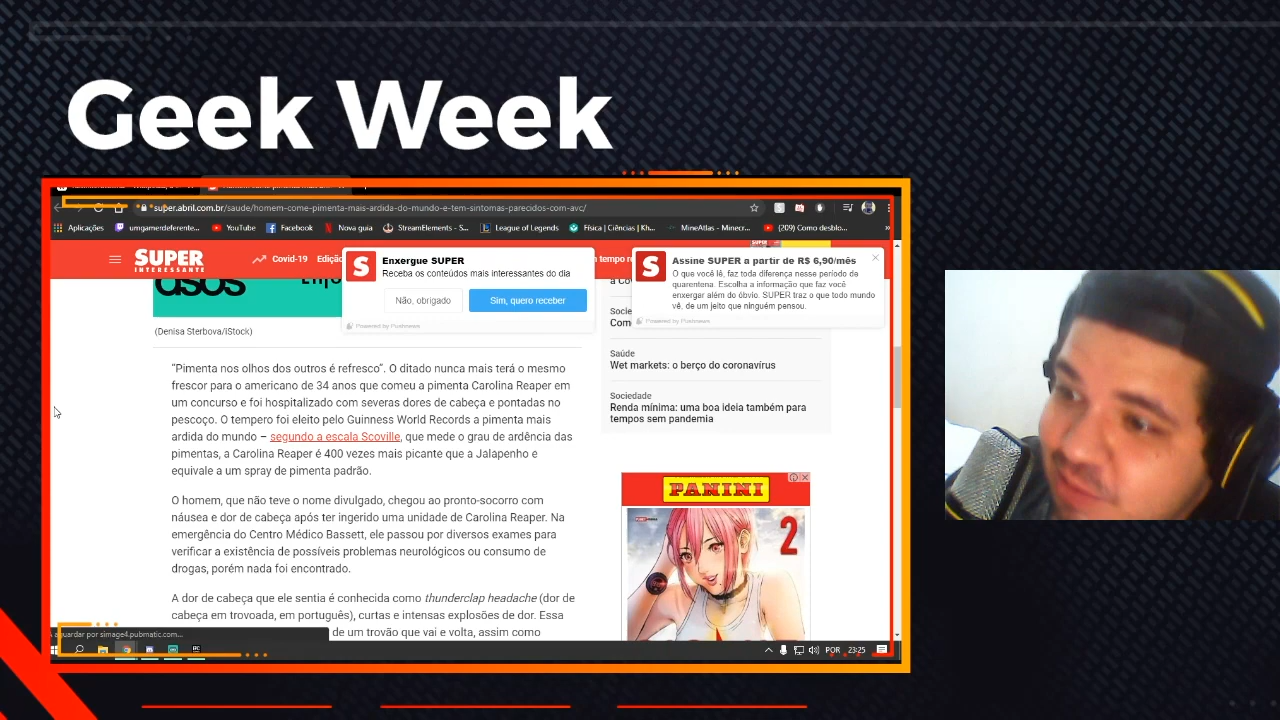 Geek Week
super.abril.com.br/saude/homem-come-pimenta-mais-ardida-do-mundo-e-tem-sintomas-parecidos-com-avc/
Aplicações
umgamerdeferente...
YouTube
Facebook
Nova guia
StreamElements - S...
League of Legends
Física | Ciências | Kh...
MineAtlas - Minecr...
(209) Como desblo...
»
SUPER
INTERESSANTE
Covid-19
Ediçã
m tempo r
S
Enxergue SUPER
Receba os conteúdos mais interessantes do dia
Não, obrigado
Sim, quero receber
Powered by Pushnews
S
Assine SUPER a partir de R$ 6,90/mês
O que você lê, faz toda diferença nesse período de
quarentena. Escolha a informação que faz você
enxergar além do óbvio. SUPER traz o que todo mundo
vê, de um jeito que ninguém pensou.
Powered by Pushnews
asos
(Denisa Sterbova/iStock)
“Pimenta nos olhos dos outros é refresco”. O ditado nunca mais terá o mesmo
frescor para o americano de 34 anos que comeu a pimenta Carolina Reaper em
um concurso e foi hospitalizado com severas dores de cabeça e pontadas no
pescoço. O tempero foi eleito pelo Guinness World Records a pimenta mais
ardida do mundo – segundo a escala Scoville, que mede o grau de ardência das
pimentas, a Carolina Reaper é 400 vezes mais picante que a Jalapenho e
equivale a um spray de pimenta padrão.
O homem, que não teve o nome divulgado, chegou ao pronto-socorro com
náusea e dor de cabeça após ter ingerido uma unidade de Carolina Reaper. Na
emergência do Centro Médico Bassett, ele passou por diversos exames para
verificar a existência de possíveis problemas neurológicos ou consumo de
drogas, porém nada foi encontrado.
A dor de cabeça que ele sentia é conhecida como thunderclap headache (dor de
cabeça em trovoada, em português), curtas e intensas explosões de dor. Essa
de um trovão que vai e volta, assim como
a Co
Socie
Com
Saúde
Wet markets: o berço do coronavírus
Sociedade
Renda mínima: uma boa ideia também para
tempos sem pandemia
PANINI
2
A aguardar por simage4.pubmatic.com...
POR
23:25